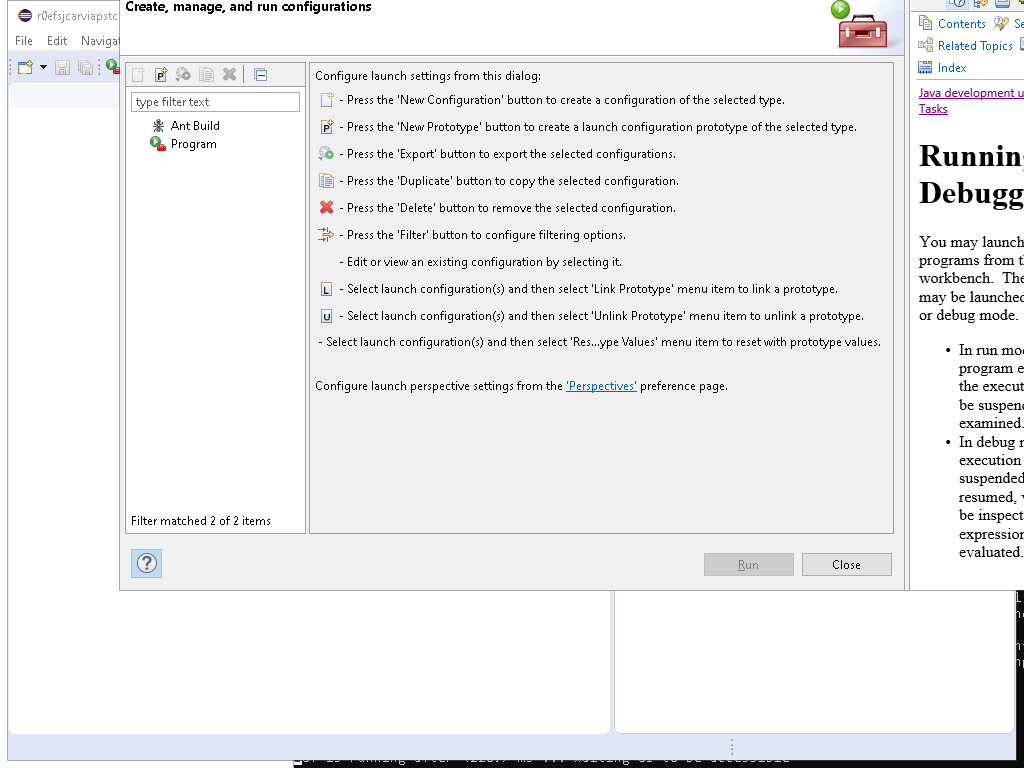 r0efsjcarviapstc
File Edit Navigat
Create, manage, and run configurations
type filter text
Ant Build
Program
Filter matched 2 of 2 items
Configure launch settings from this dialog:
- Press the 'New Configuration' button to create a configuration of the selected type.
- Press the 'New Prototype' button to create a launch configuration prototype of the selected type.
- Press the 'Export' button to export the selected configurations.
- Press the 'Duplicate' button to copy the selected configuration.
- Press the 'Delete' button to remove the selected configuration.
- Press the 'Filter' button to configure filtering options.
- Edit or view an existing configuration by selecting it.
- Select launch configuration(s) and then select 'Link Prototype' menu item to link a prototype.
- Select launch configuration(s) and then select 'Unlink Prototype' menu item to unlink a prototype.
- Select launch configuration(s) and then select 'Res...ype Values' menu item to reset with prototype values.
Configure launch perspective settings from the 'Perspectives' preference page.
Run
Close
Contents Se
Related Topics
Index
Java development u
Tasks
Running
Debugg
You may launch
programs from th
workbench. The
may be launched
or debug mode.
• In run mod
program e
the execut
be suspend
examined.
• In debug m
execution
suspended
resumed, v
be inspect
expression
evaluated.